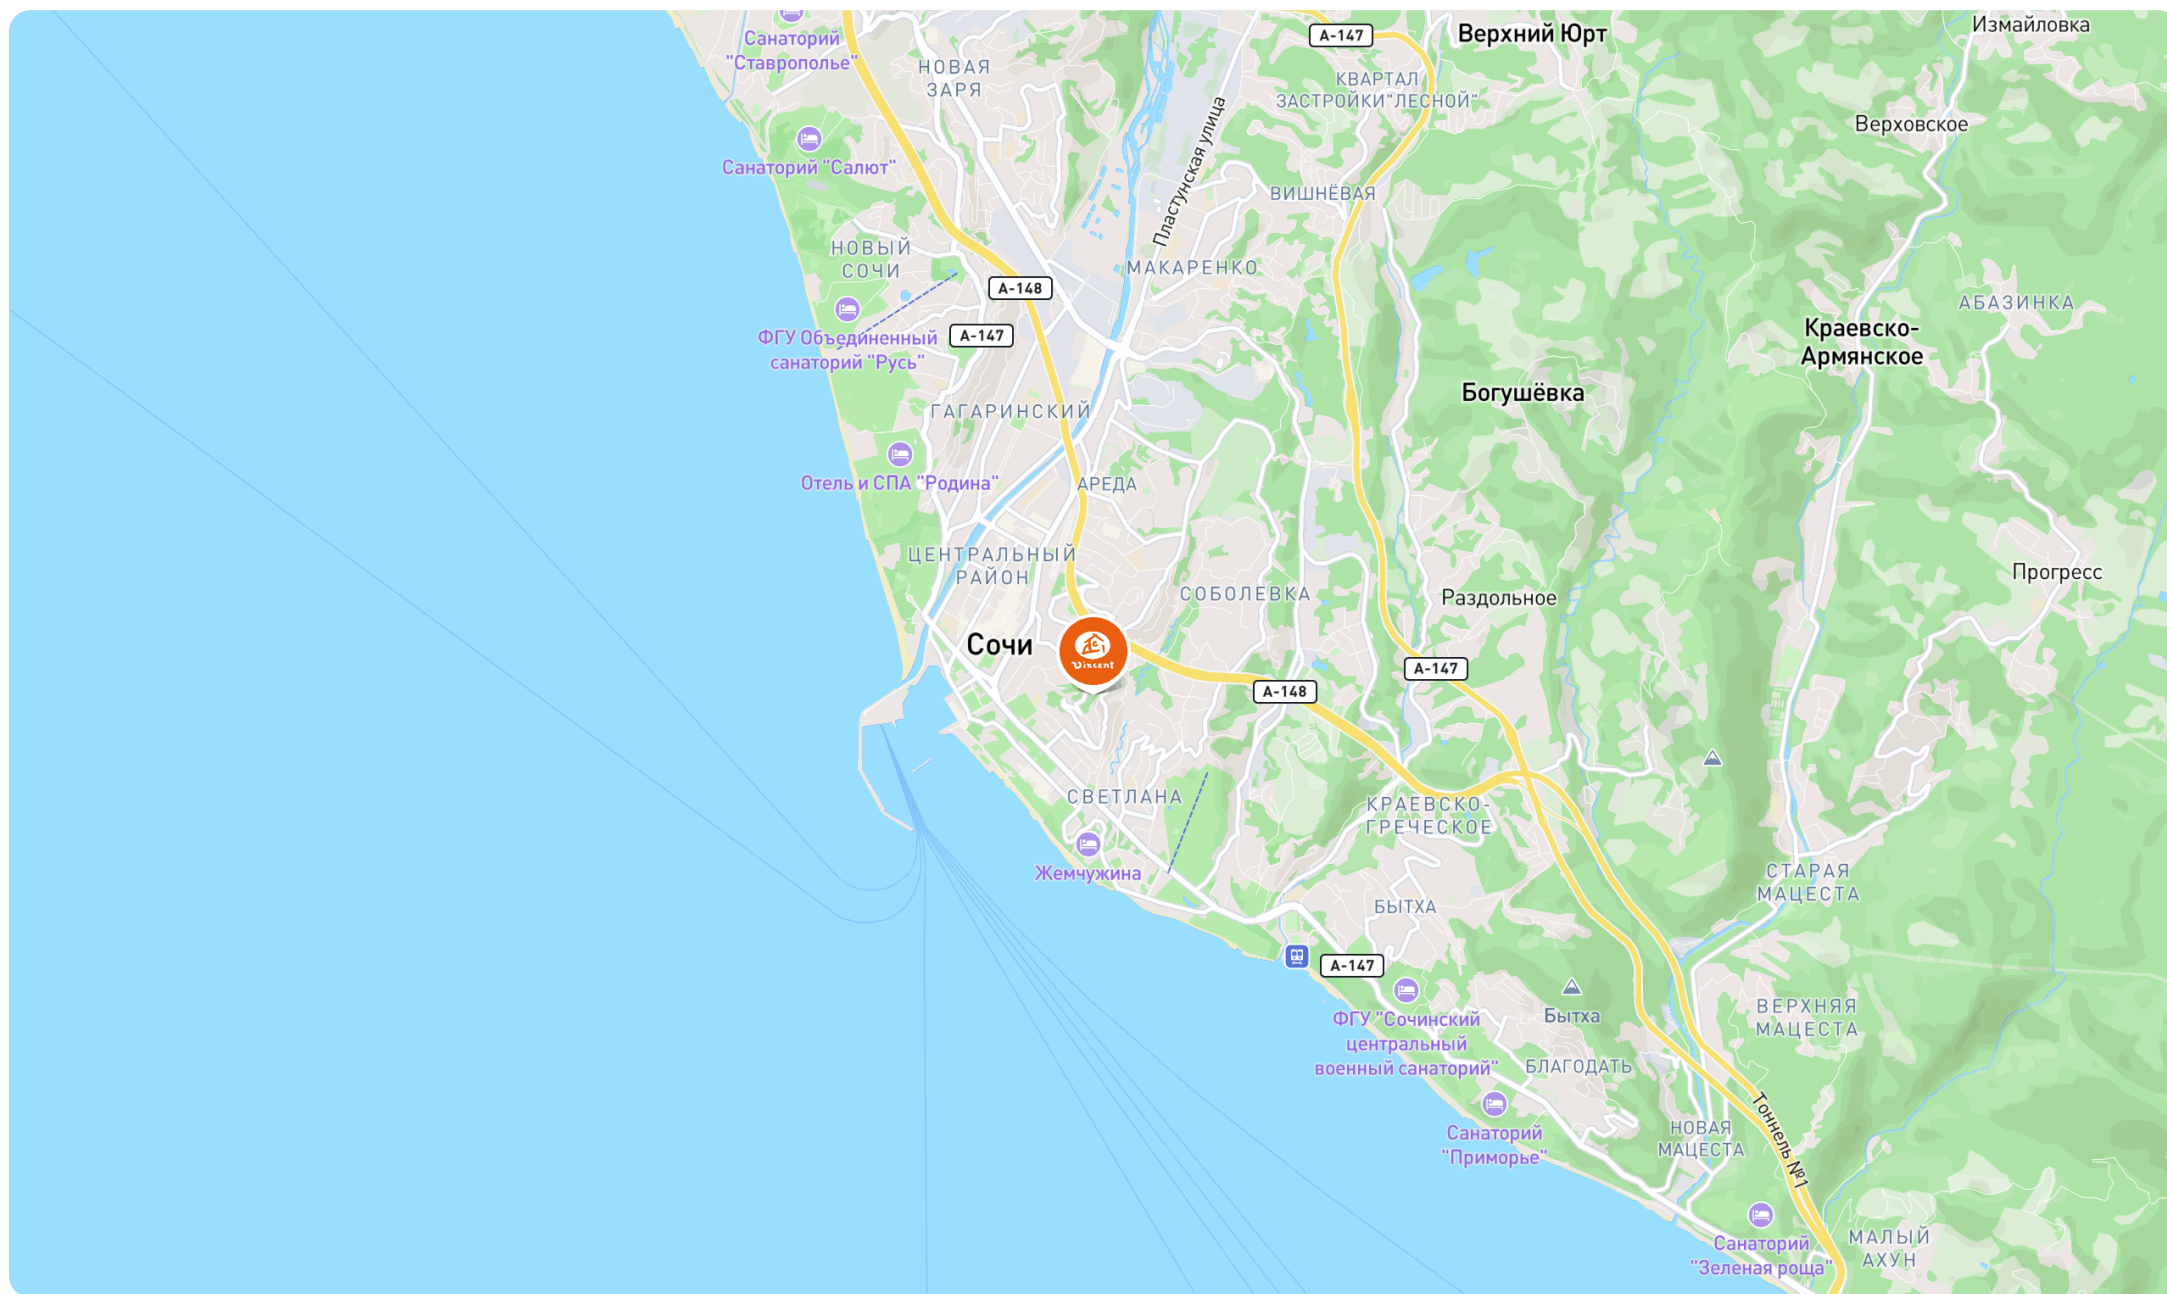 Санаторий
"Ставрополье"
НОВАЯ
ЗАРЯ
А-147
Верхний Юрт
Измайловка
КВАРТАЛ
ЗАСТРОЙКИ"ЛЕСНОЙ"
Пластунская улица
Верховское
Санаторий "Салют"
ВИШНЁВАЯ
НОВЫЙ
СОЧИ
МАКАРЕНКО
А-148
АБАЗИНКА
ФГУ Объединенный
санаторий "Русь"
А-147
Краевско-
Армянское
Богушёвка
ГАГАРИНСКИЙ
Отель и СПА "Родина"
АРЕДА
ЦЕНТРАЛЬНЫЙ
РАЙОН
СОБОЛЕВКА
Раздольное
Прогресс
Сочи
Vincent
А-147
А-148
СВЕТЛАНА
КРАЕВСКО-
ГРЕЧЕСКОЕ
Жемчужина
СТАРАЯ
МАЦЕСТА
БЫТХА
А-147
ФГУ "Сочинский
центральный
военный санаторий"
Бытха
ВЕРХНЯЯ
МАЦЕСТА
БЛАГОДАТЬ
Санаторий
"Приморье"
НОВАЯ
МАЦЕСТА
Тоннель №1
Санаторий
"Зеленая роща"
МАЛЫЙ
АХУН